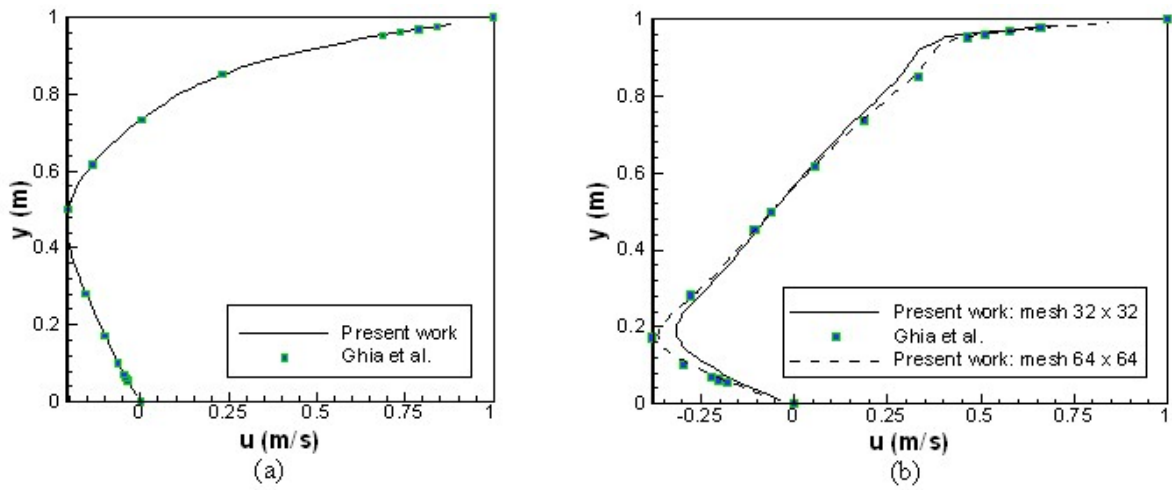 1
0.8
0.6
0.4
0.2
0
y (m)
0
0.25
0.5
0.75
1
u (m/s)
Present work
Ghia et al.
(a)
1
0.8
0.6
0.4
0.2
0
y (m)
-0.25
0
0.25
0.5
0.75
1
u (m/s)
Present work: mesh 32 x 32
Ghia et al.
Present work: mesh 64 x 64
(b)